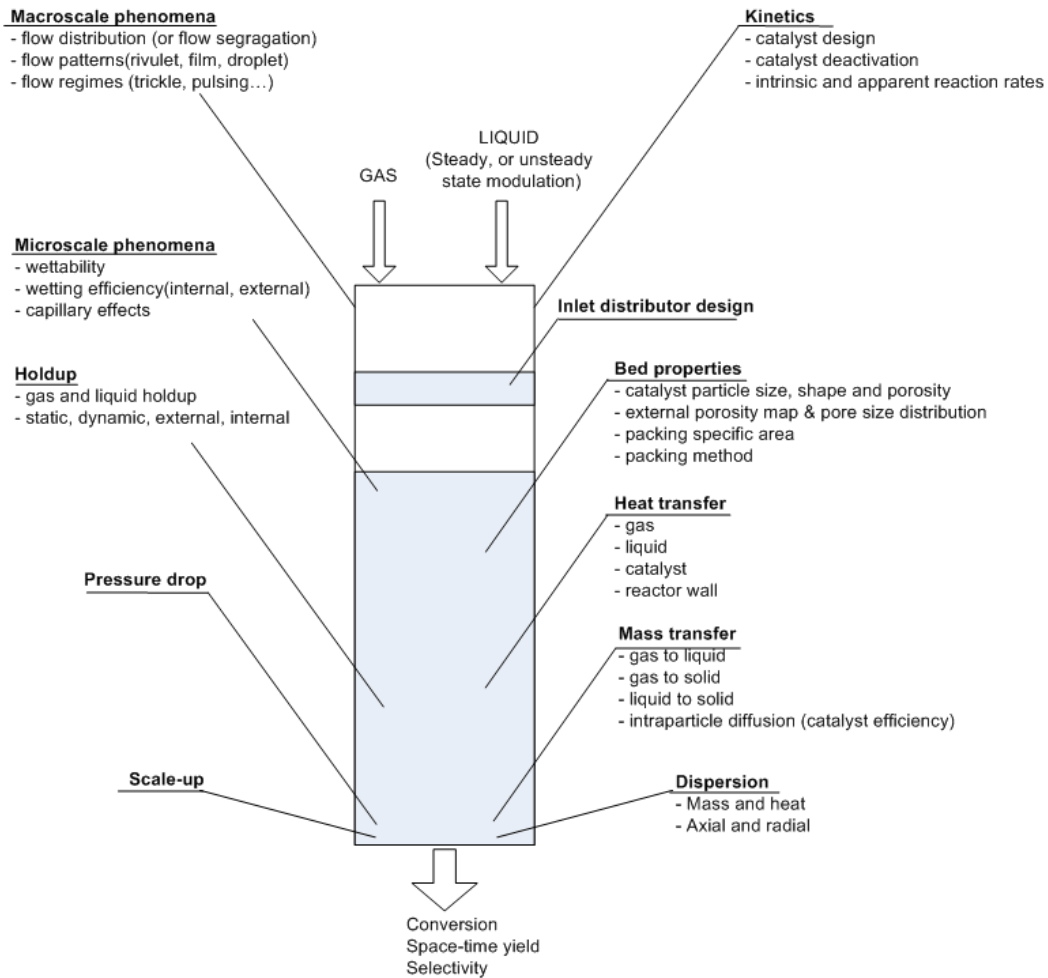 Macroscale phenomena
- flow distribution (or flow segragation)
- flow patterns(rivulet, film, droplet)
- flow regimes (trickle, pulsing…)
Kinetics
- catalyst design
- catalyst deactivation
- intrinsic and apparent reaction rates
GAS
LIQUID
(Steady, or unsteady
state modulation)
Microscale phenomena
- wettability
- wetting efficiency(internal, external)
- capillary effects
Inlet distributor design
Holdup
- gas and liquid holdup
- static, dynamic, external, internal
Bed properties
- catalyst particle size, shape and porosity
- external porosity map & pore size distribution
- packing specific area
- packing method
Heat transfer
- gas
- liquid
- catalyst
- reactor wall
Pressure drop
Mass transfer
- gas to liquid
- gas to solid
- liquid to solid
- intraparticle diffusion (catalyst efficiency)
Scale-up
Dispersion
- Mass and heat
- Axial and radial
Conversion
Space-time yield
Selectivity